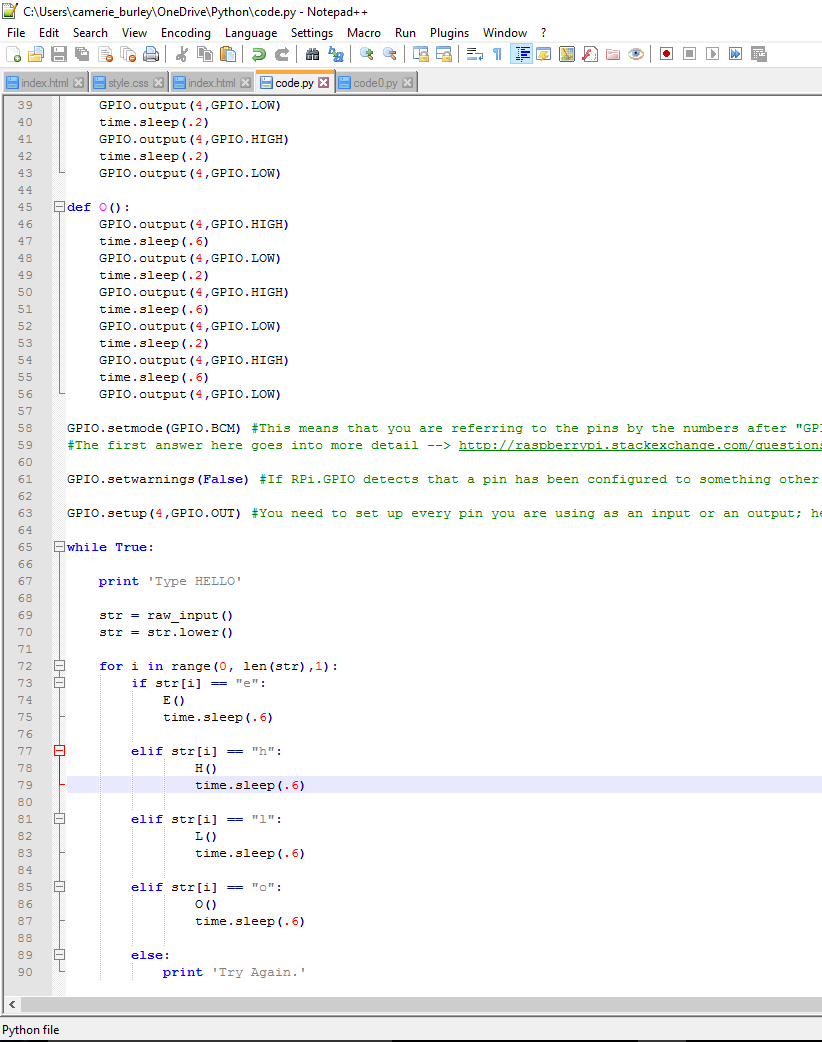 C:\Users\camerie_burley\OneDrive\Python\code.py - Notepad++
File Edit Search View Encoding Language Settings Macro Run Plugins Window ?
index.html style.css index.html code.py code0.py
39 GPIO.output(4,GPIO.LOW)
40 time.sleep(.2)
41 GPIO.output(4,GPIO.HIGH)
42 time.sleep(.2)
43 GPIO.output(4,GPIO.LOW)
44
45 def O():
46 GPIO.output(4,GPIO.HIGH)
47 time.sleep(.6)
48 GPIO.output(4,GPIO.LOW)
49 time.sleep(.2)
50 GPIO.output(4,GPIO.HIGH)
51 time.sleep(.6)
52 GPIO.output(4,GPIO.LOW)
53 time.sleep(.2)
54 GPIO.output(4,GPIO.HIGH)
55 time.sleep(.6)
56 GPIO.output(4,GPIO.LOW)
57
58 GPIO.setmode(GPIO.BCM) #This means that you are referring to the pins by the numbers after "GPI
59 #The first answer here goes into more detail --> http://raspberrypi.stackexchange.com/questions
60
61 GPIO.setwarnings(False) #If RPi.GPIO detects that a pin has been configured to something other
62
63 GPIO.setup(4,GPIO.OUT) #You need to set up every pin you are using as an input or an output; he
64
65 while True:
66
67 print 'Type HELLO'
68
69 str = raw_input()
70 str = str.lower()
71
72 for i in range(0, len(str),1):
73 if str[i] == "e":
74 E()
75 time.sleep(.6)
76
77 elif str[i] == "h":
78 H()
79 time.sleep(.6)
80
81 elif str[i] == "l":
82 L()
83 time.sleep(.6)
84
85 elif str[i] == "o":
86 O()
87 time.sleep(.6)
88
89 else:
90 print 'Try Again.'
Python file